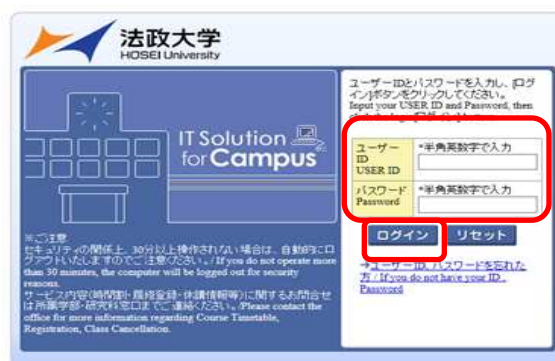 法政大学
HOSEI University
IT Solution
for Campus
※ご注意
セキュリティの関係上、30分以上操作されない場合は、自動的にロ
グアウトいたしますのでご注意ください。/If you do not operate more
than 30 minutes, the computer will be logged out for security
reasons.
サービス内容(時間割・履修登録・休講情報等)に関するお問合せ
は所属学部・研究科窓口までご連絡ください。/Please contact the
office for more information regarding Course Timetable,
Registration, Class Cancellation.
ユーザーIDとパスワードを入力し、[ログ
イン]ボタンをクリックしてください。
Input your USER ID and Password, then
ユーザー
ID
USER ID
*半角英数字で入力
パスワード
Password
*半角英数字で入力
ログイン
リセット
→ユーザーID、パスワードを忘れた
方 / If you do not have your ID,
Password